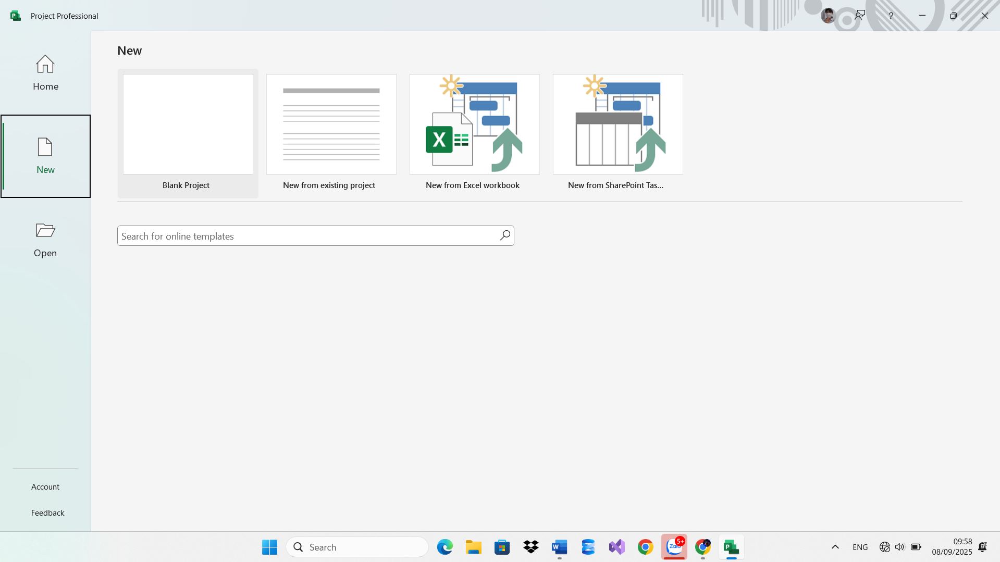 Project Professional
?
Home
New
Open
Account
Feedback
New
Blank Project
New from existing project
New from Excel workbook
New from SharePoint Tas...
Search for online templates
Search
5+
Zalo
ENG
09:58
08/09/2025